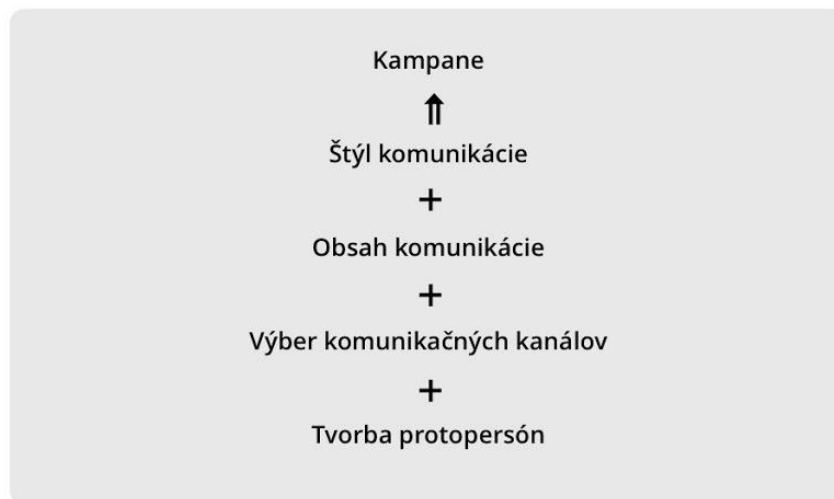 Kampane
⇑
Štýl komunikácie
+
Obsah komunikácie
+
Výber komunikačných kanálov
+
Tvorba protopersón